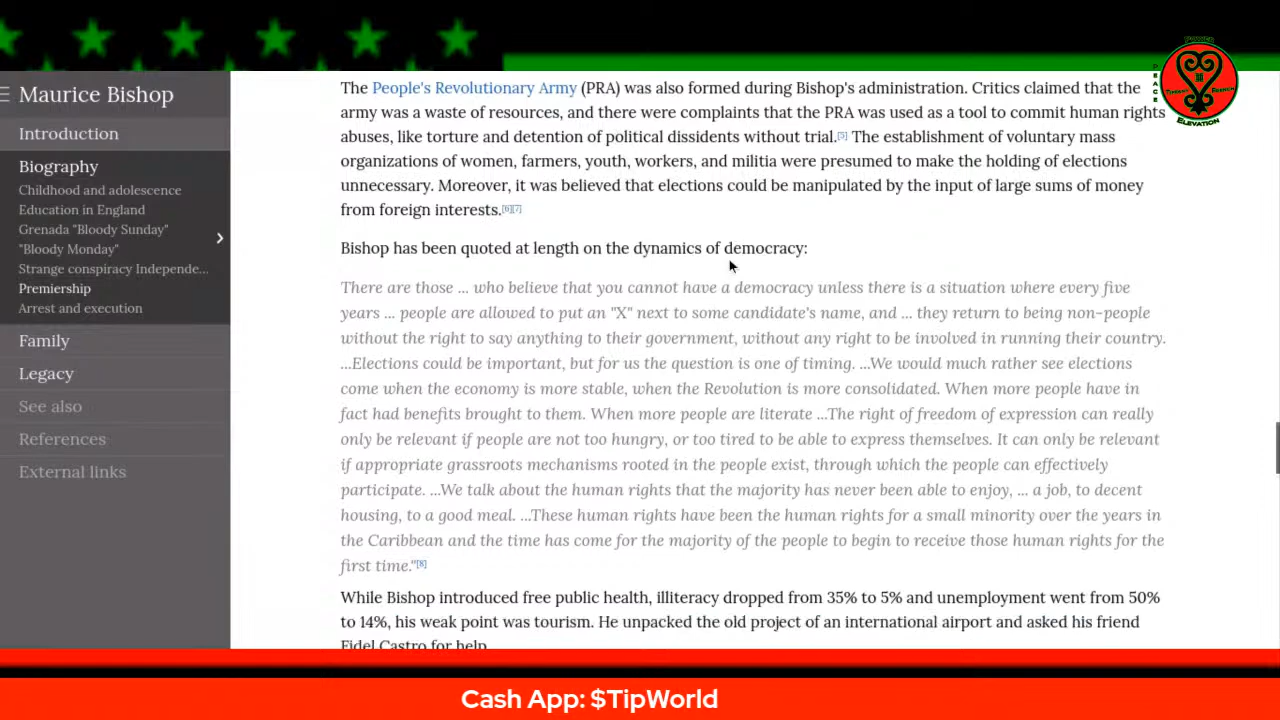 POWER
PEACE
TIFFANY FRENCH
ELEVATION
Maurice Bishop
Introduction
Biography
Childhood and adolescence
Education in England
Grenada "Bloody Sunday"
"Bloody Monday"
Strange conspiracy Independe...
Premiership
Arrest and execution
Family
Legacy
See also
References
External links
The People's Revolutionary Army (PRA) was also formed during Bishop's administration. Critics claimed that the
army was a waste of resources, and there were complaints that the PRA was used as a tool to commit human rights
abuses, like torture and detention of political dissidents without trial.[5] The establishment of voluntary mass
organizations of women, farmers, youth, workers, and militia were presumed to make the holding of elections
unnecessary. Moreover, it was believed that elections could be manipulated by the input of large sums of money
from foreign interests.[6][7]
Bishop has been quoted at length on the dynamics of democracy:
There are those ... who believe that you cannot have a democracy unless there is a situation where every five
years ... people are allowed to put an "X" next to some candidate's name, and ... they return to being non-people
without the right to say anything to their government, without any right to be involved in running their country.
...Elections could be important, but for us the question is one of timing. ...We would much rather see elections
come when the economy is more stable, when the Revolution is more consolidated. When more people have in
fact had benefits brought to them. When more people are literate ...The right of freedom of expression can really
only be relevant if people are not too hungry, or too tired to be able to express themselves. It can only be relevant
if appropriate grassroots mechanisms rooted in the people exist, through which the people can effectively
participate. ...We talk about the human rights that the majority has never been able to enjoy, ... a job, to decent
housing, to a good meal. ...These human rights have been the human rights for a small minority over the years in
the Caribbean and the time has come for the majority of the people to begin to receive those human rights for the
first time."[8]
While Bishop introduced free public health, illiteracy dropped from 35% to 5% and unemployment went from 50%
to 14%, his weak point was tourism. He unpacked the old project of an international airport and asked his friend
Fidel Castro for help.
Cash App: $TipWorld